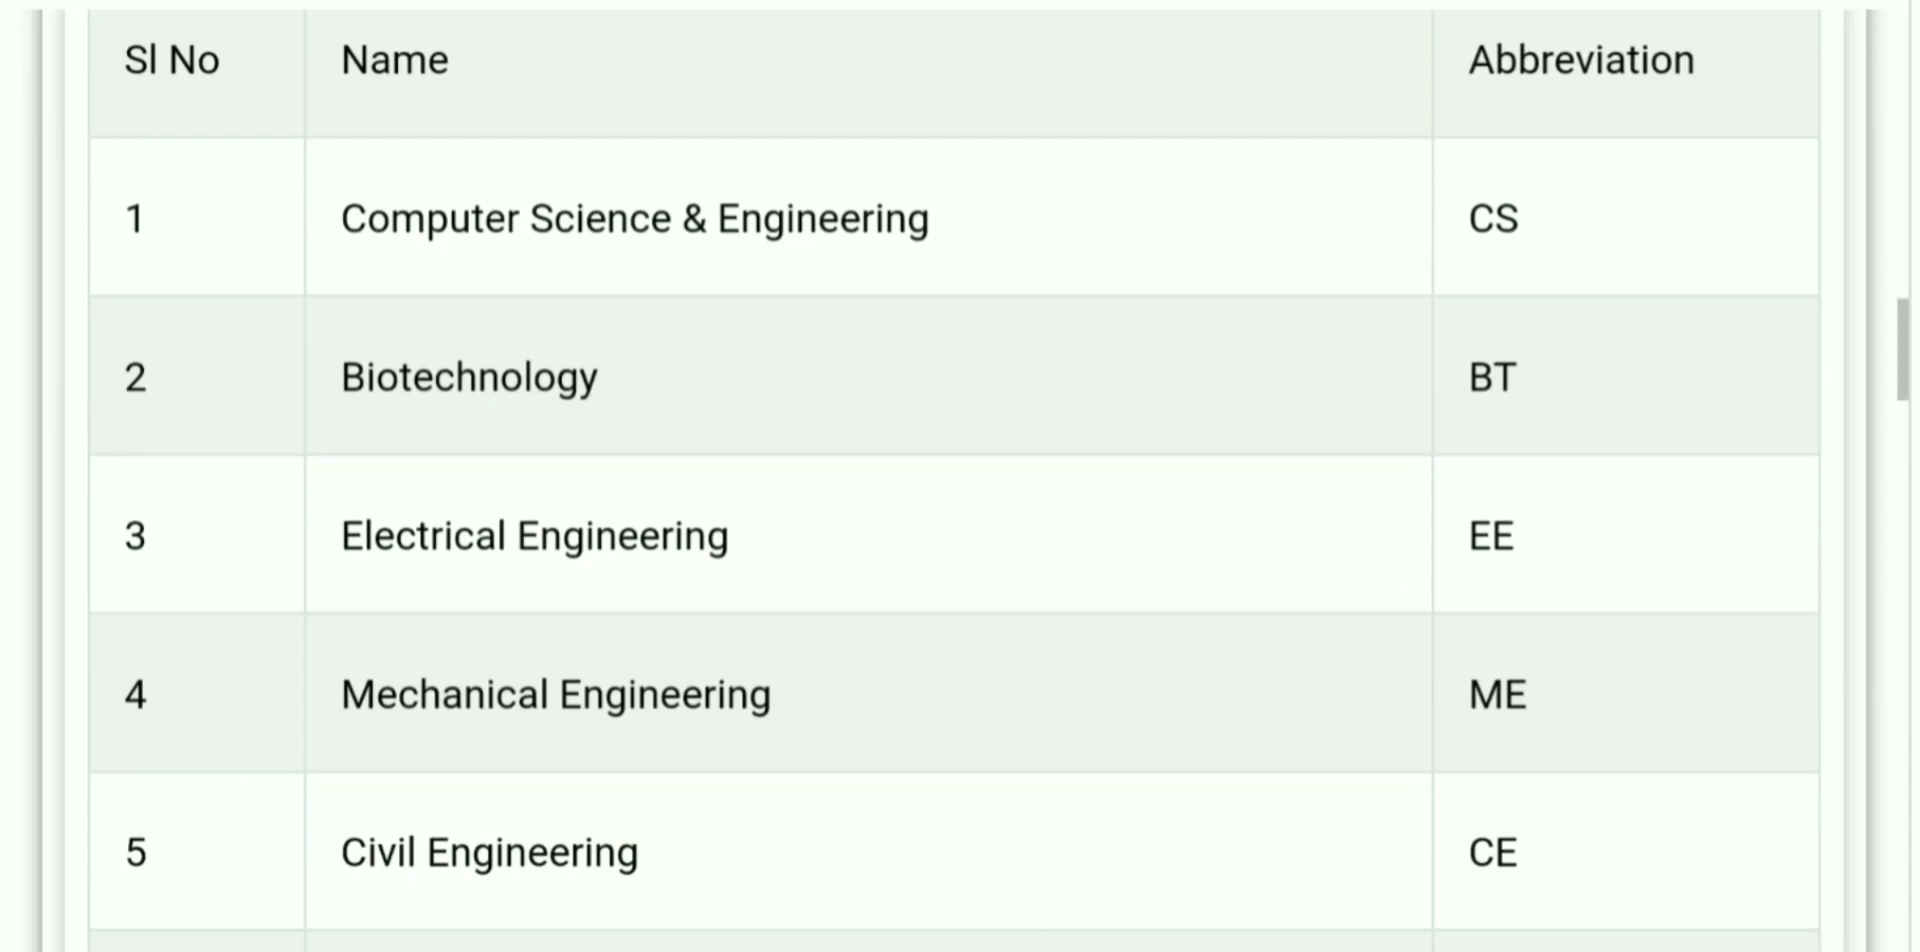 Sl No Name Abbreviation
1 Computer Science & Engineering CS
2 Biotechnology BT
3 Electrical Engineering EE
4 Mechanical Engineering ME
5 Civil Engineering CE